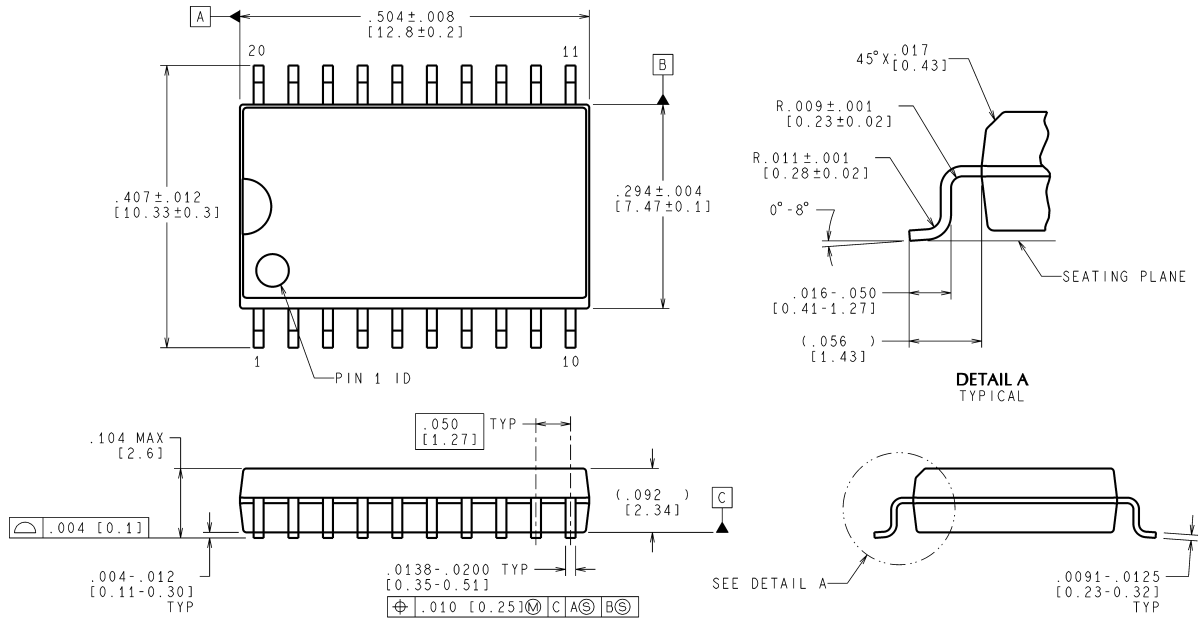 A
.504±.008
[12.8±0.2]
20
11
B
.407±.012
[10.33±0.3]
.294±.004
[7.47±0.1]
1
10
PIN 1 ID
45° X .017
[0.43]
R.009±.001
[0.23±0.02]
R.011±.001
[0.28±0.02]
0°-8°
SEATING PLANE
.016-.050
[0.41-1.27]
(.056 )
[1.43]
DETAIL A
TYPICAL
.104 MAX
[2.6]
.050 TYP
[1.27]
(.092 )
[2.34]
C
.004 [0.1]
.004-.012
[0.11-0.30]
TYP
.0138-.0200 TYP
[0.35-0.51]
⌖ .010 [0.25]Ⓜ C AⓈ BⓈ
SEE DETAIL A
.0091-.0125
[0.23-0.32]
TYP